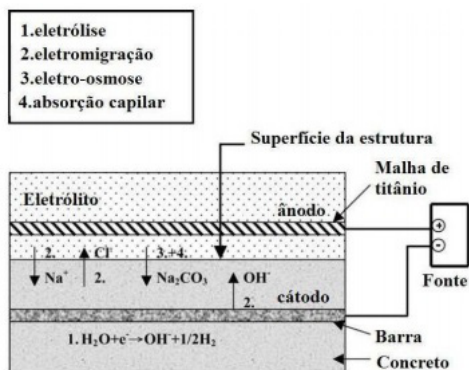 1.eletrólise
2.eletromigração
3.eletro-osmose
4.absorção capilar
Superfície da estrutura
Malha de
titânio
Eletrólito
ânodo
+
-
Fonte
2. Cl⁻ 3.+4.
Na⁺ 2. Na₂CO₃ OH⁻
cátodo
2.
1. H₂O+e⁻→OH⁻+1/2H₂
Barra
Concreto